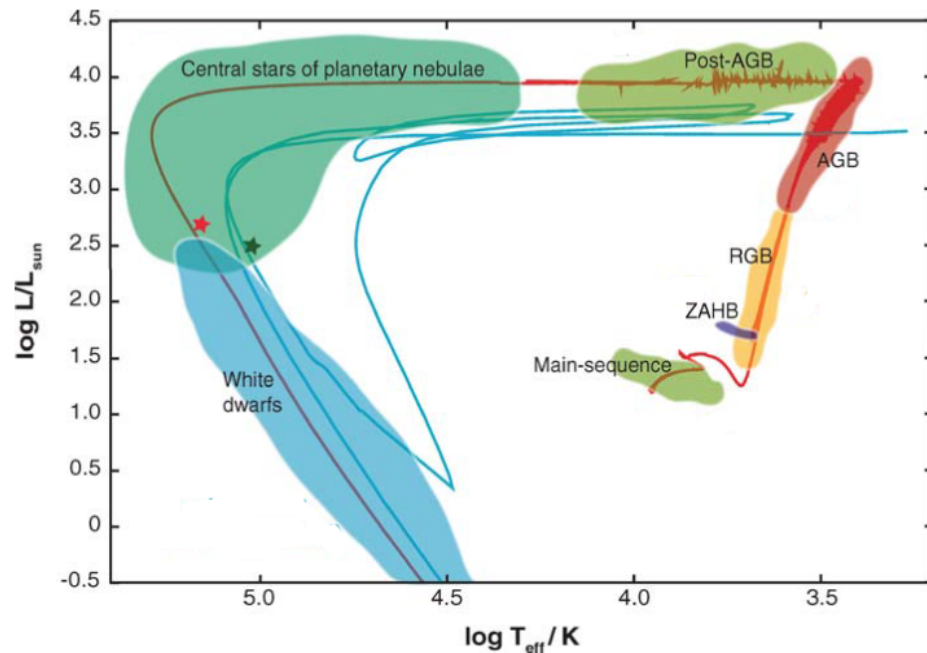 4.5
4.0
3.5
3.0
2.5
2.0
1.5
1.0
0.5
0
-0.5
log L/Lsun
Central stars of planetary nebulae
Post-AGB
AGB
RGB
ZAHB
Main-sequence
White
dwarfs
5.0
4.5
4.0
3.5
log Teff / K